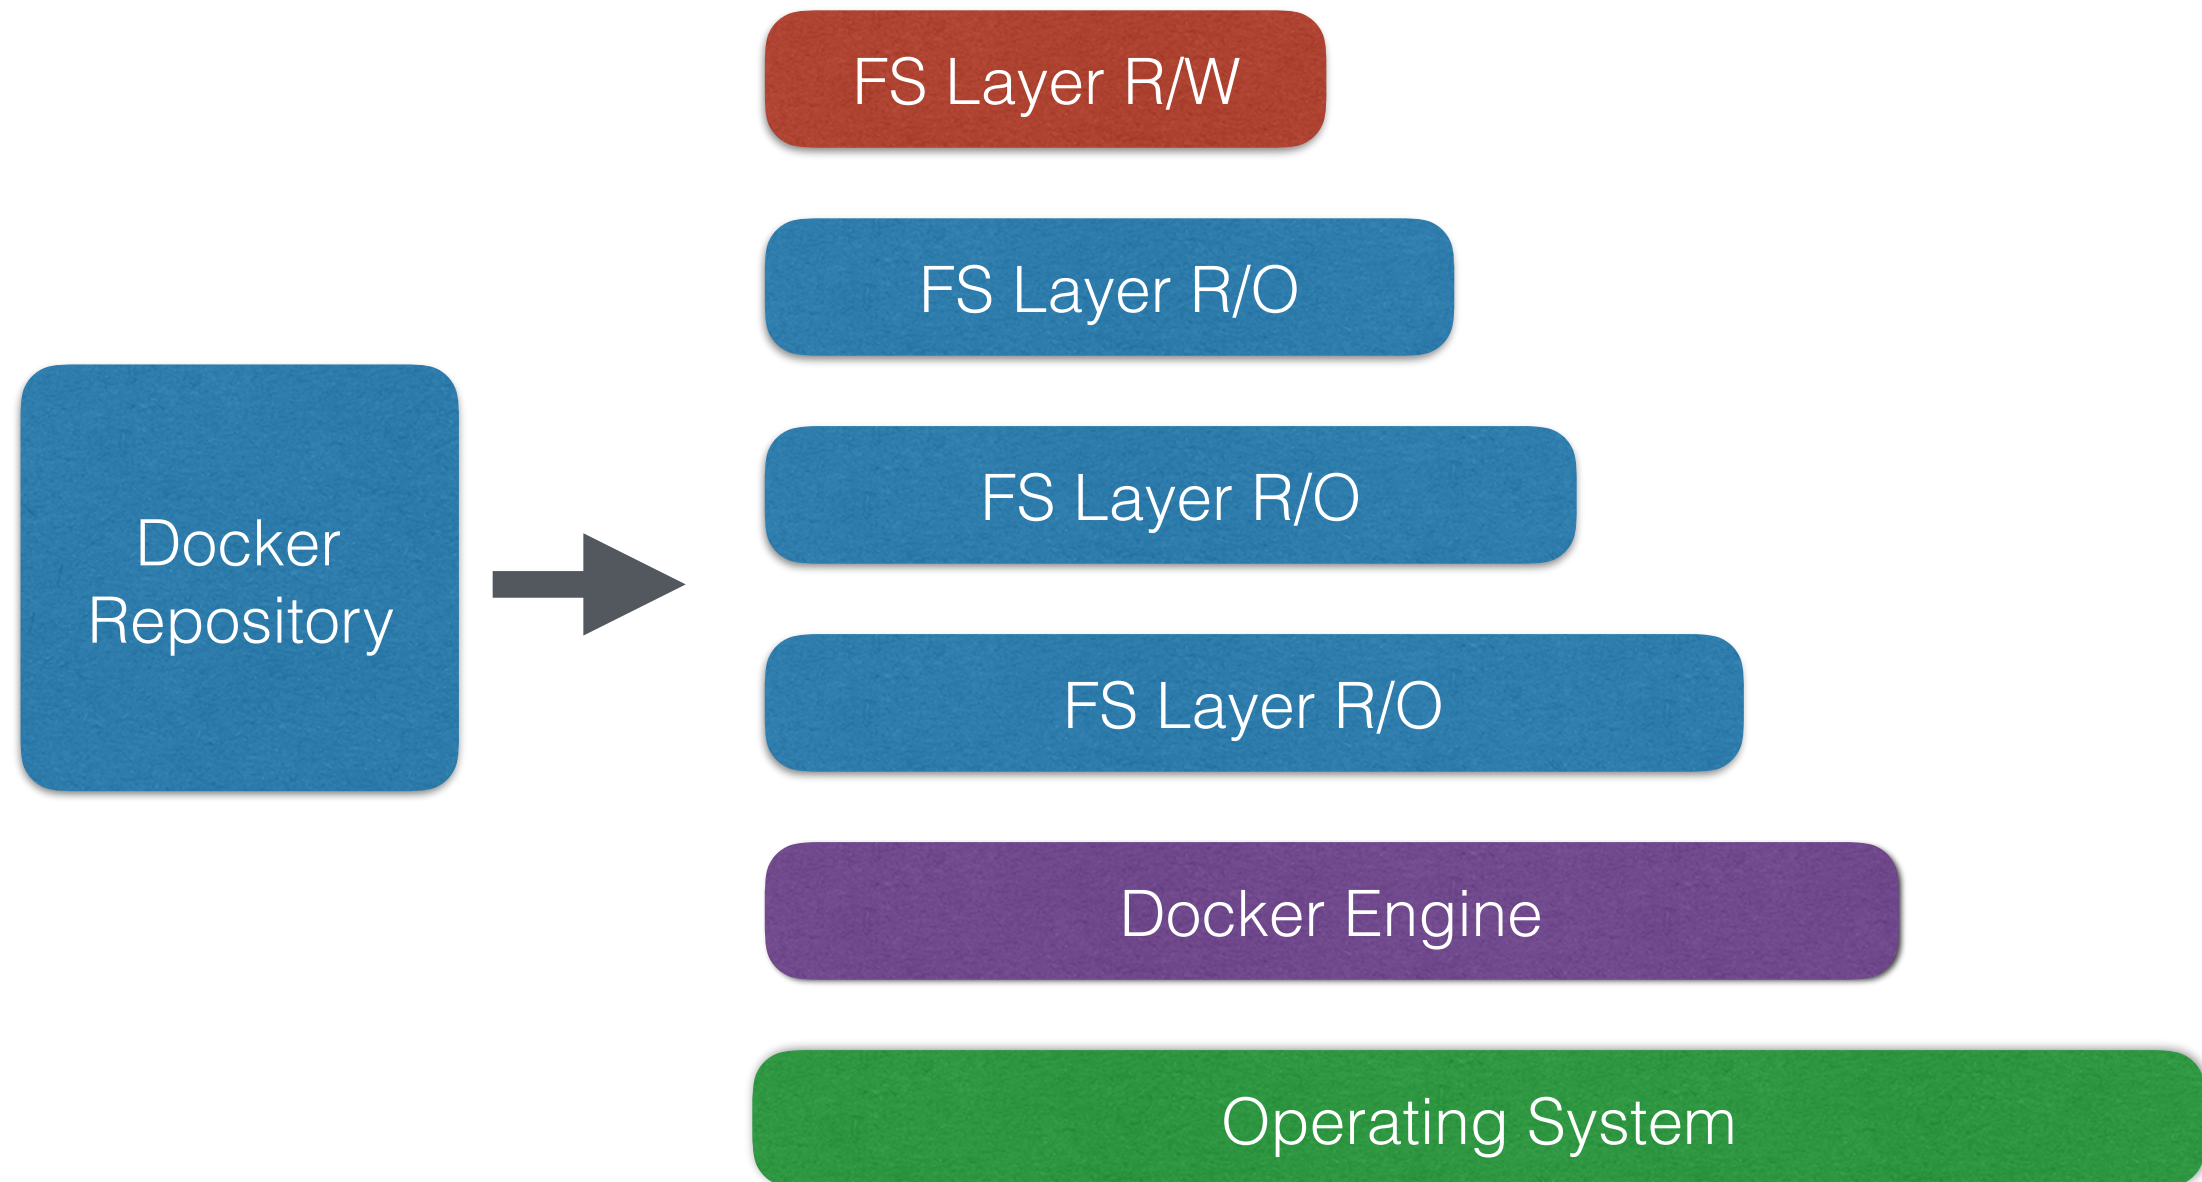 FS Layer R/W
FS Layer R/O
FS Layer R/O
Docker
Repository
FS Layer R/O
Docker Engine
Operating System